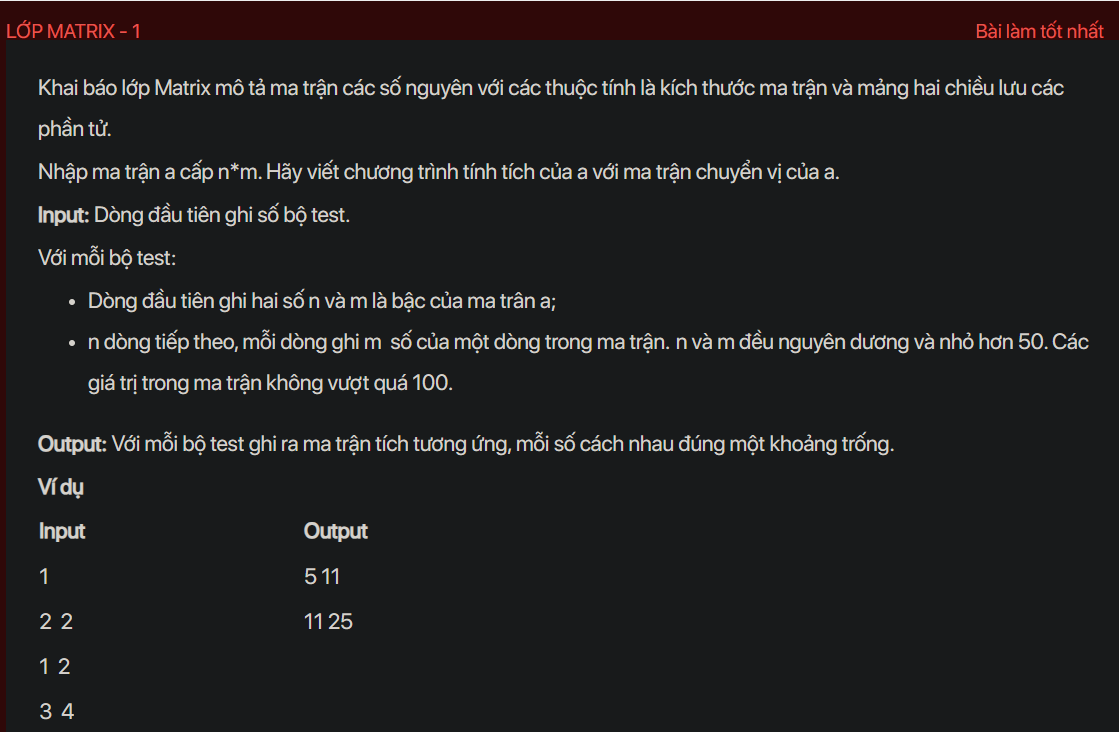 LỚP MATRIX - 1
Bài làm tốt nhất
Khai báo lớp Matrix mô tả ma trận các số nguyên với các thuộc tính là kích thước ma trận và mảng hai chiều lưu các
phần tử.
Nhập ma trận a cấp n*m. Hãy viết chương trình tính tích của a với ma trận chuyển vị của a.
Input: Dòng đầu tiên ghi số bộ test.
Với mỗi bộ test:
• Dòng đầu tiên ghi hai số n và m là bậc của ma trân a;
• n dòng tiếp theo, mỗi dòng ghi m số của một dòng trong ma trận. n và m đều nguyên dương và nhỏ hơn 50. Các
giá trị trong ma trận không vượt quá 100.
Output: Với mỗi bộ test ghi ra ma trận tích tương ứng, mỗi số cách nhau đúng một khoảng trống.
Ví dụ
Input Output
1 5 11
2 2 11 25
1 2
3 4